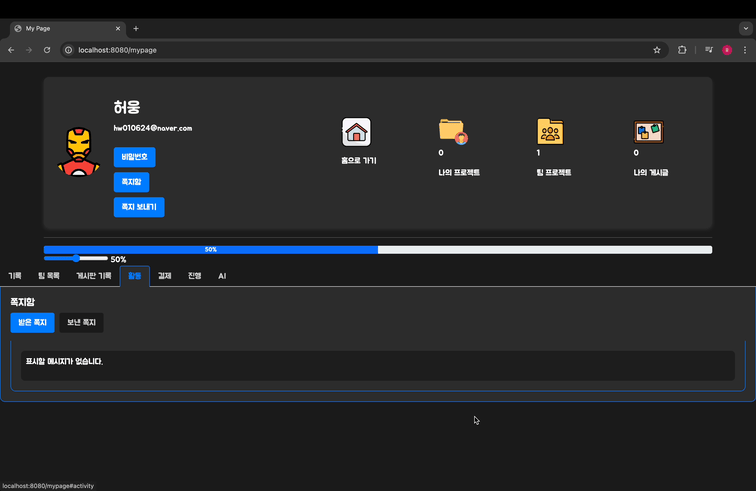 My Page
localhost:8080/mypage
허웅
hw010624@naver.com
비밀번호
쪽지함
쪽지 보내기
홈으로 가기
0
나의 프로젝트
1
팀 프로젝트
0
나의 게시글
50%
50%
기록
팀 목록
게시판 기록
활동
결제
진행
AI
쪽지함
받은 쪽지
보낸 쪽지
표시할 메시지가 없습니다.
localhost:8080/mypage#activity